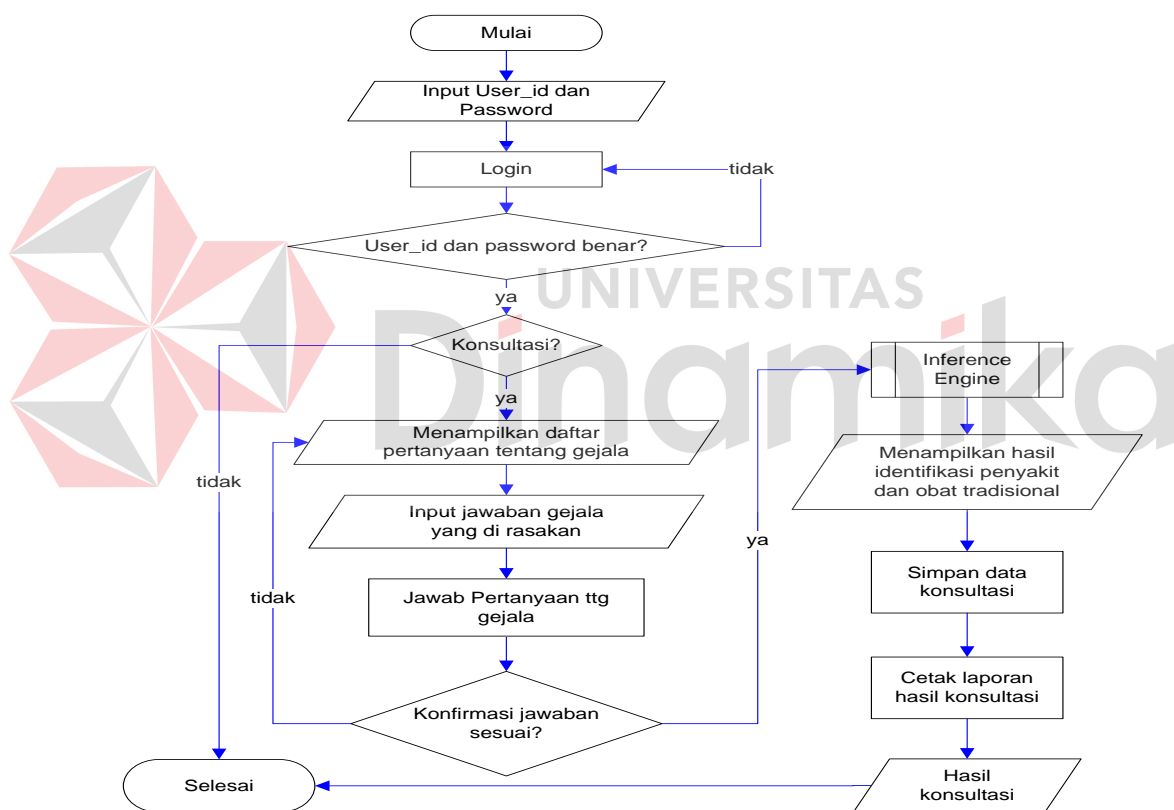 Mulai
Input User_id dan
Password
Login
tidak
User_id dan password benar?
UNIVERSITAS
Dinamika
ya
Konsultasi?
ya
Menampilkan daftar
pertanyaan tentang gejala
tidak
Input jawaban gejala
yang di rasakan
Jawab Pertanyaan ttg
gejala
tidak
Konfirmasi jawaban
sesuai?
ya
Inference
Engine
Menampilkan hasil
identifikasi penyakit
dan obat tradisional
Simpan data
konsultasi
Cetak laporan
hasil konsultasi
Hasil
konsultasi
Selesai